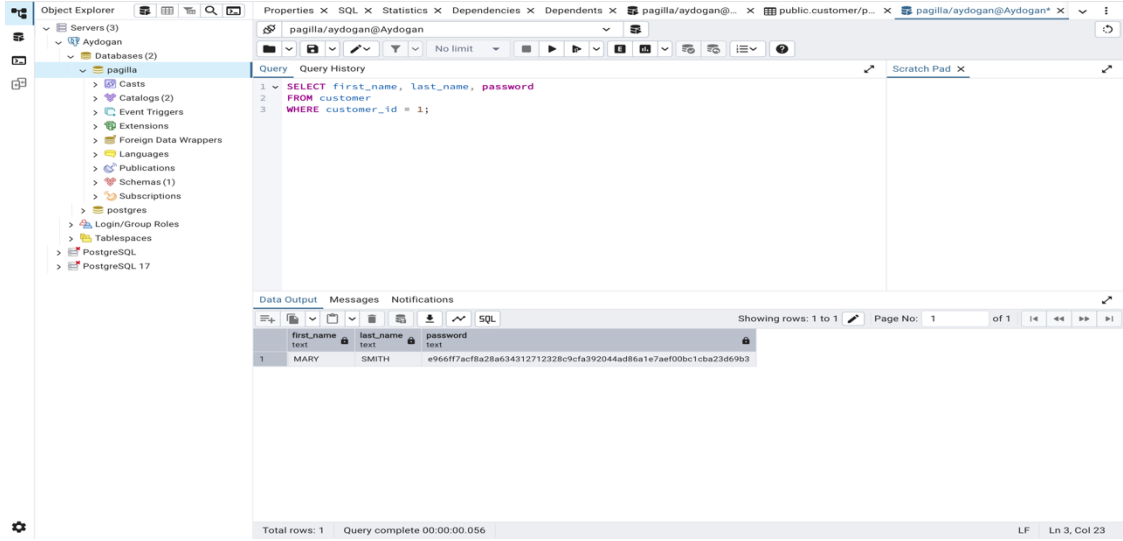 Object Explorer
Servers (3)
Aydogan
Databases (2)
pagilla
Casts
Catalogs (2)
Event Triggers
Extensions
Foreign Data Wrappers
Languages
Publications
Schemas (1)
Subscriptions
postgres
Login/Group Roles
Tablespaces
PostgreSQL
PostgreSQL 17
Properties X SQL X Statistics X Dependencies X Dependents X pagilla/aydogan@... X public.customer/p... X pagilla/aydogan@Aydogan* X
pagilla/aydogan@Aydogan
No limit
E
Query Query History
Scratch Pad X
1 SELECT first_name, last_name, password
2 FROM customer
3 WHERE customer_id = 1;
Data Output Messages Notifications
SQL Showing rows: 1 to 1 Page No: 1 of 1
first_name last_name password
text text text
1 MARY SMITH e966ff7acf8a28a634312712328c9cfa392044ad86a1e7aef00bc1cba23d69b3
Total rows: 1 Query complete 00:00:00.056 LF Ln 3, Col 23